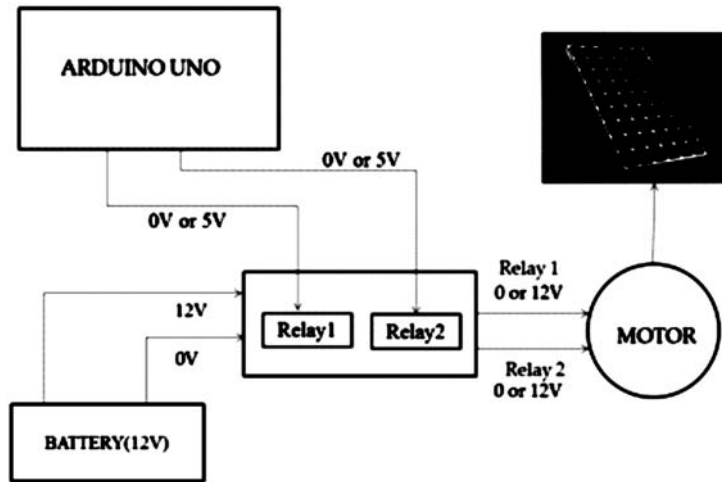 ARDUINO UNO
0V or 5V
0V or 5V
12V
0V
Relay1
Relay2
Relay 1
0 or 12V
Relay 2
0 or 12V
MOTOR
BATTERY(12V)